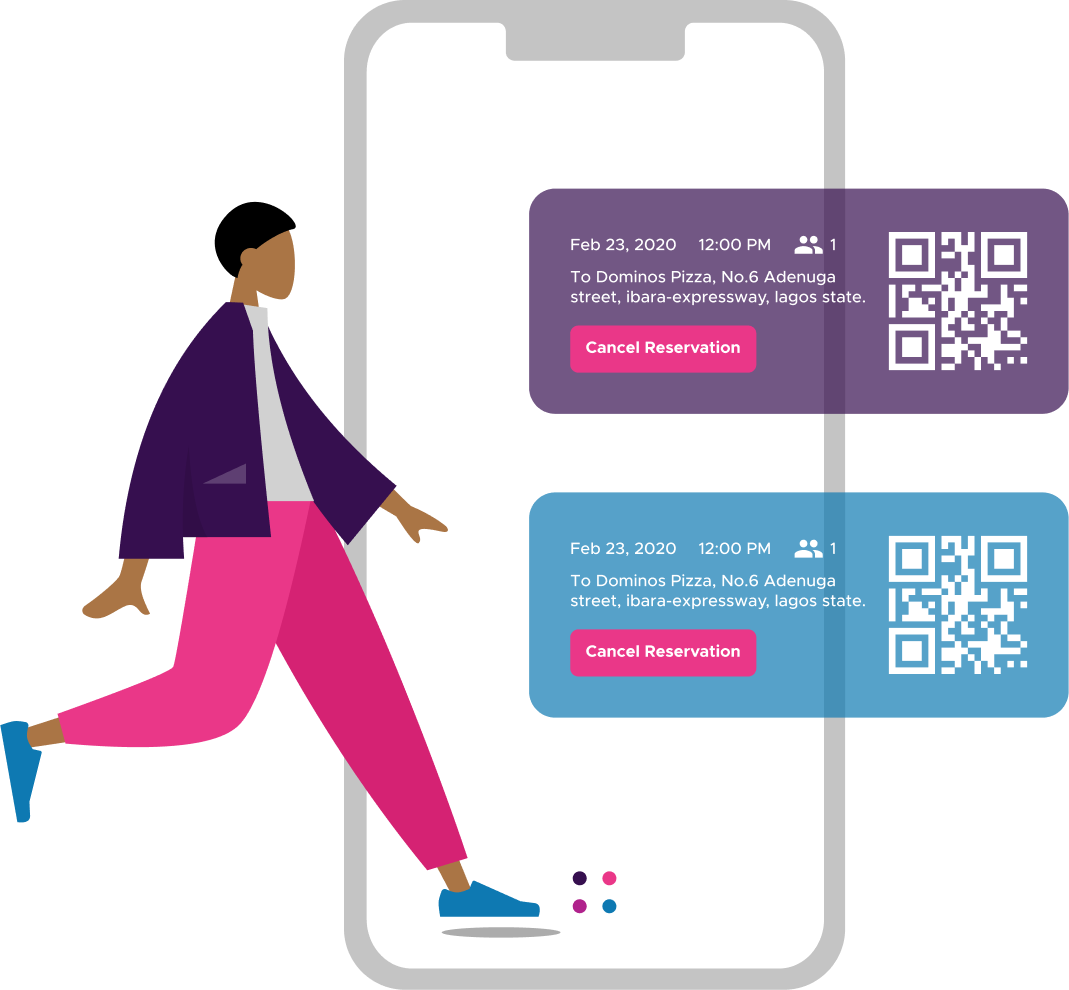 Feb 23, 2020 12:00 PM 1
To Dominos Pizza, No.6 Adenuga
street, ibara-expressway, lagos state.
Cancel Reservation
Feb 23, 2020 12:00 PM 1
To Dominos Pizza, No.6 Adenuga
street, ibara-expressway, lagos state.
Cancel Reservation